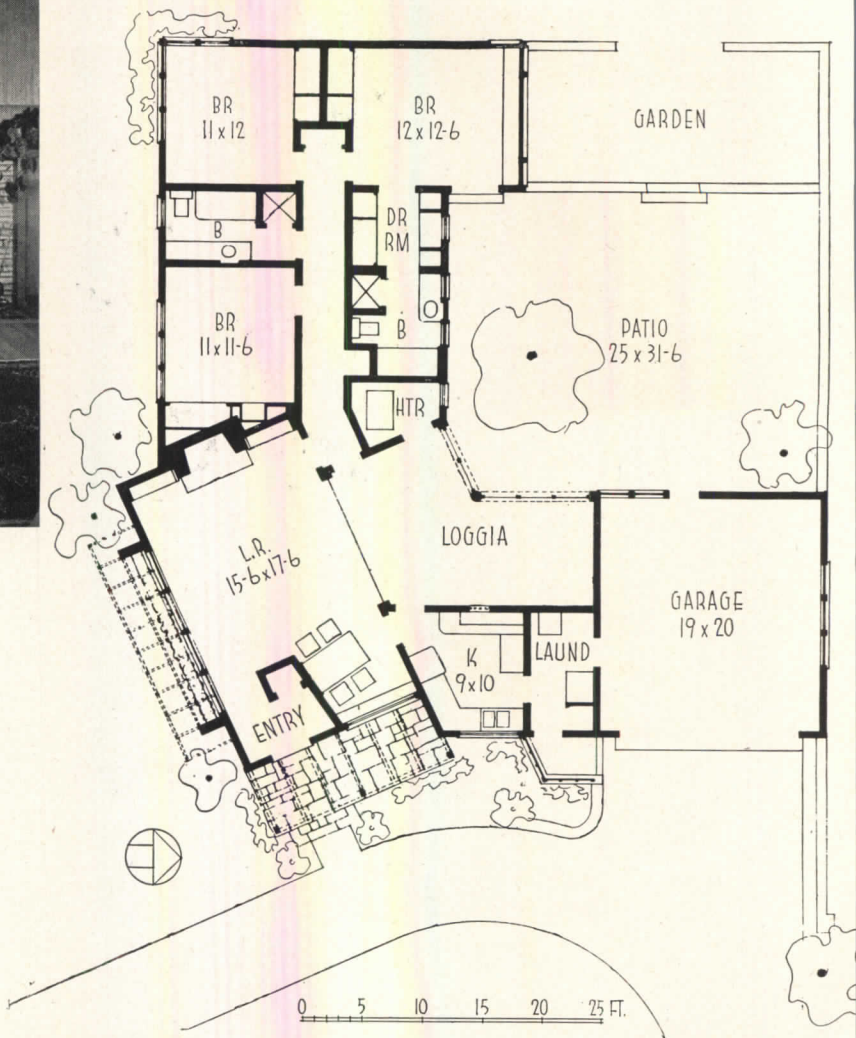 BR
11 x 12
BR
12 x 12-6
GARDEN
DR
RM
B
BR
11 x 11-6
B
PATIO
25 x 31-6
HTR
L.R.
15-6 x 17-6
LOGGIA
GARAGE
19 x 20
K
9 x 10
LAUND
ENTRY
0 5 10 15 20 25 FT.